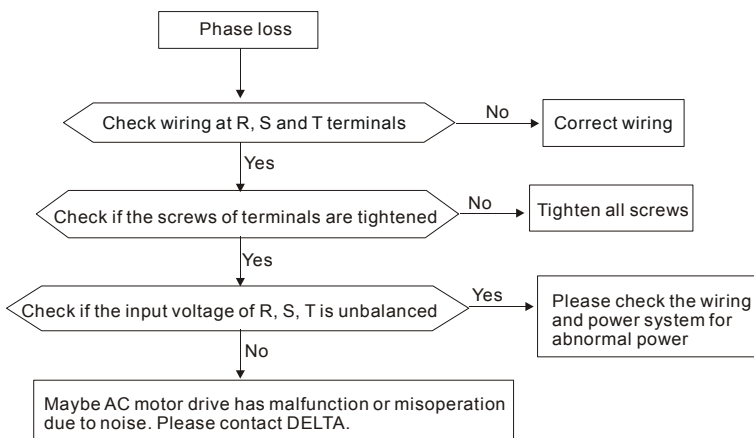 Phase loss
Check wiring at R, S and T terminals
No
Correct wiring
Yes
Check if the screws of terminals are tightened
No
Tighten all screws
Yes
Check if the input voltage of R, S, T is unbalanced
Yes
Please check the wiring
and power system for
abnormal power
No
Maybe AC motor drive has malfunction or misoperation
due to noise. Please contact DELTA.